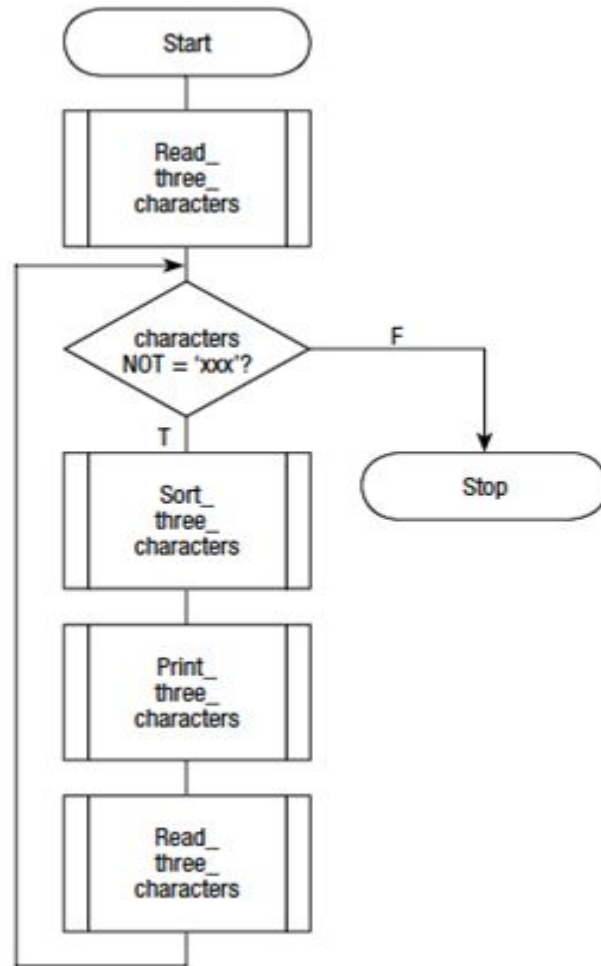 Start
Read_
three_
characters
characters
NOT = ‘xxx’?
F
T
Stop
Sort_
three_
characters
Print_
three_
characters
Read_
three_
characters